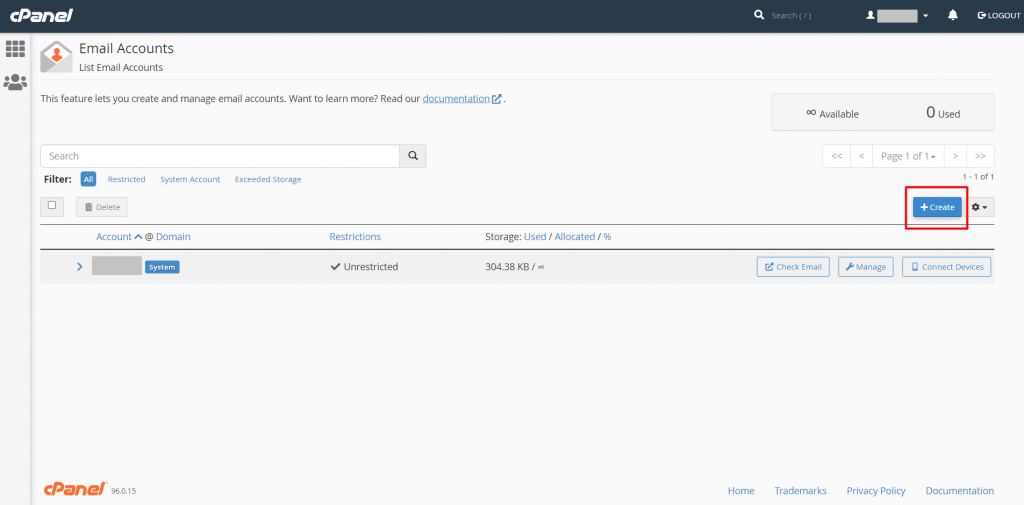 cPanel Search ( / ) LOGOUT
Email Accounts
List Email Accounts
This feature lets you create and manage email accounts. Want to learn more? Read our documentation .
∞ Available 0 Used
Search << < Page 1 of 1 > >>
Filter: All Restricted System Account Exceeded Storage 1 - 1 of 1
Delete + Create
Account @ Domain Restrictions Storage: Used / Allocated / %
System Unrestricted 304.38 KB / ∞ Check Email Manage Connect Devices
cPanel 96.0.15 Home Trademarks Privacy Policy Documentation